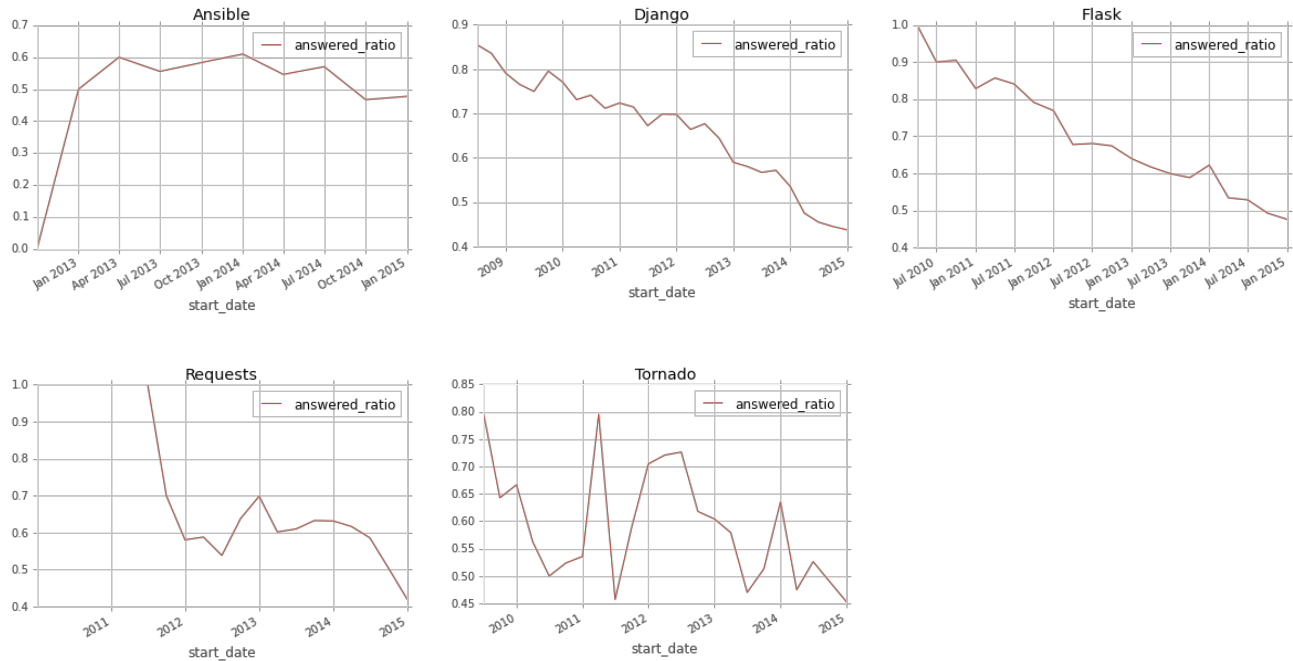 Ansible
0.7
0.6
0.5
0.4
0.3
0.2
0.1
0.0
answered_ratio
Jan 2013
Apr 2013
Jul 2013
Oct 2013
Jan 2014
Apr 2014
Jul 2014
Oct 2014
Jan 2015
start_date
Django
0.9
0.8
0.7
0.6
0.5
0.4
answered_ratio
2009
2010
2011
2012
2013
2014
2015
start_date
Flask
1.0
0.9
0.8
0.7
0.6
0.5
0.4
answered_ratio
Jul 2010
Jan 2011
Jul 2011
Jan 2012
Jul 2012
Jan 2013
Jul 2013
Jan 2014
Jul 2014
Jan 2015
start_date
Requests
1.0
0.9
0.8
0.7
0.6
0.5
0.4
answered_ratio
2011
2012
2013
2014
2015
start_date
Tornado
0.85
0.80
0.75
0.70
0.65
0.60
0.55
0.50
0.45
answered_ratio
2010
2011
2012
2013
2014
2015
start_date